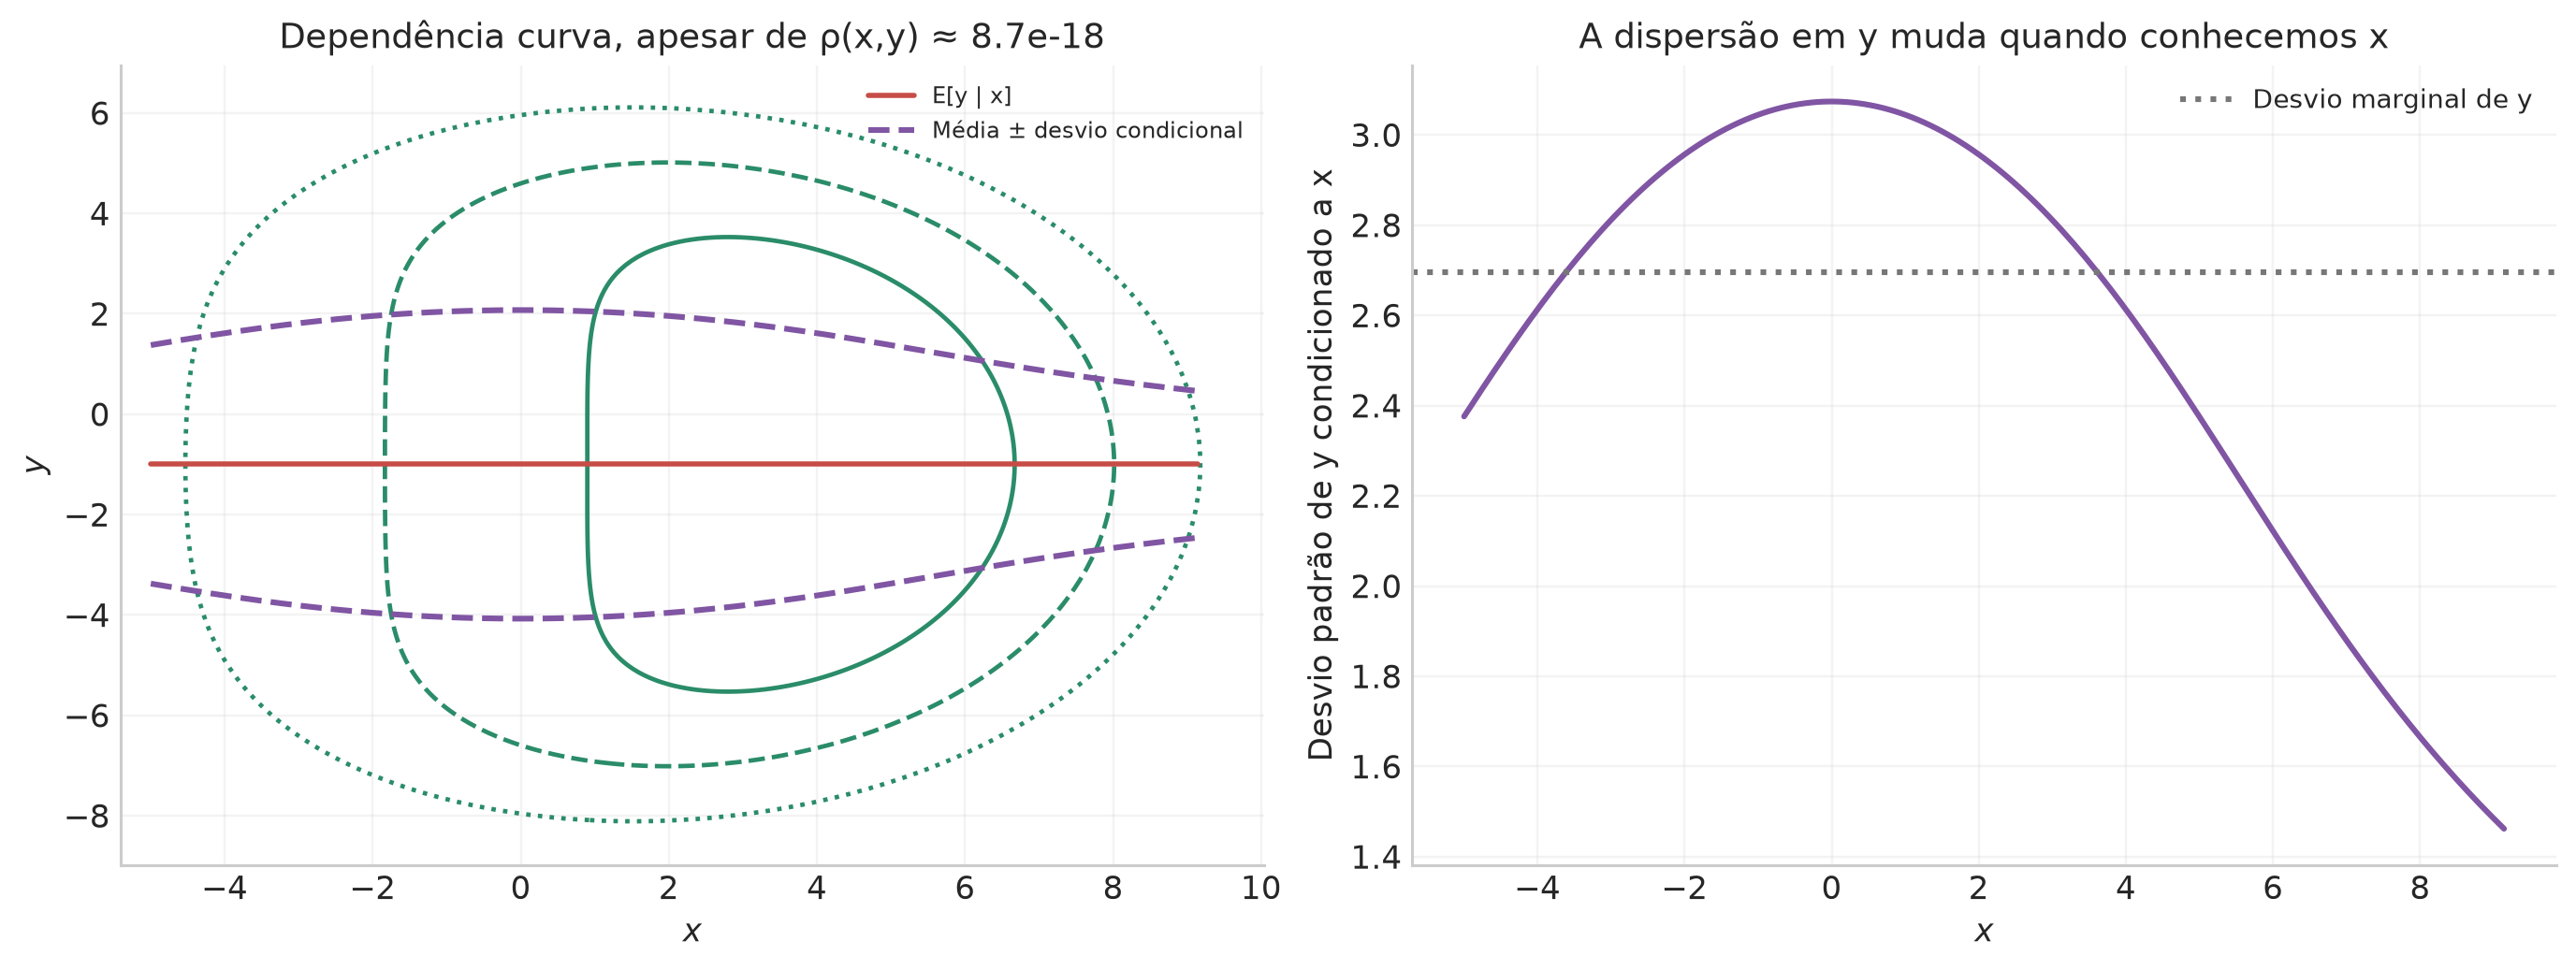 Dependência curva, apesar de ρ(x,y) ≈ 8.7e-18
E[y | x]
Média ± desvio condicional
6
4
2
0
−2
−4
−6
−8
y
−4 −2 0 2 4 6 8 10
x
A dispersão em y muda quando conhecemos x
Desvio marginal de y
3.0
2.8
2.6
2.4
2.2
2.0
1.8
1.6
1.4
Desvio padrão de y condicionado a x
−4 −2 0 2 4 6 8
x